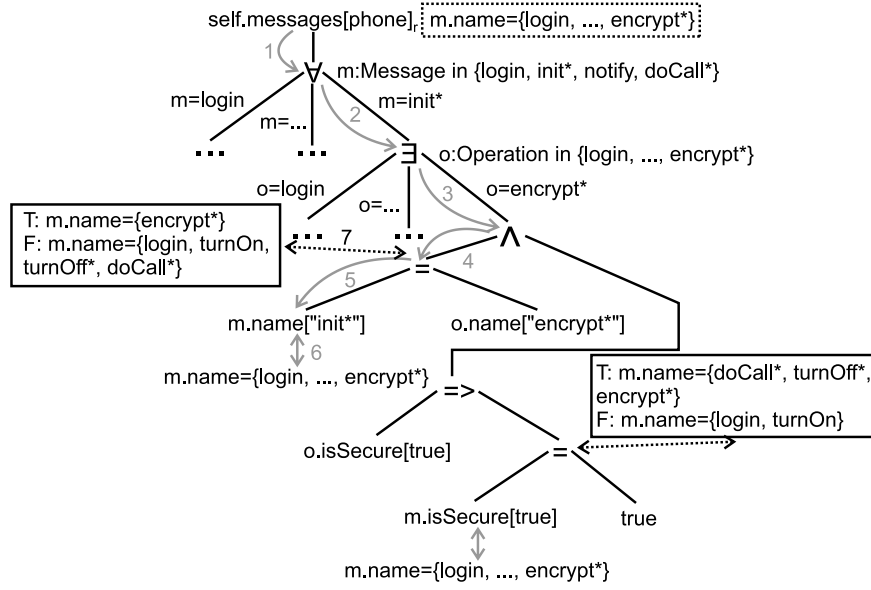 self.messages[phone]r m.name={login, ..., encrypt*}
1
∀ m:Message in {login, init*, notify, doCall*}
m=login
m=...
2
m=init*
... ...
∃ o:Operation in {login, ..., encrypt*}
o=login
o=...
3
o=encrypt*
T: m.name={encrypt*}
F: m.name={login, turnOn,
turnOff*, doCall*}
... ...
7
∧
4
=
5
m.name["init*"] o.name["encrypt*"]
6
m.name={login, ..., encrypt*}
=>
T: m.name={doCall*, turnOff*,
encrypt*}
F: m.name={login, turnOn}
o.isSecure[true]
=
m.isSecure[true] true
m.name={login, ..., encrypt*}